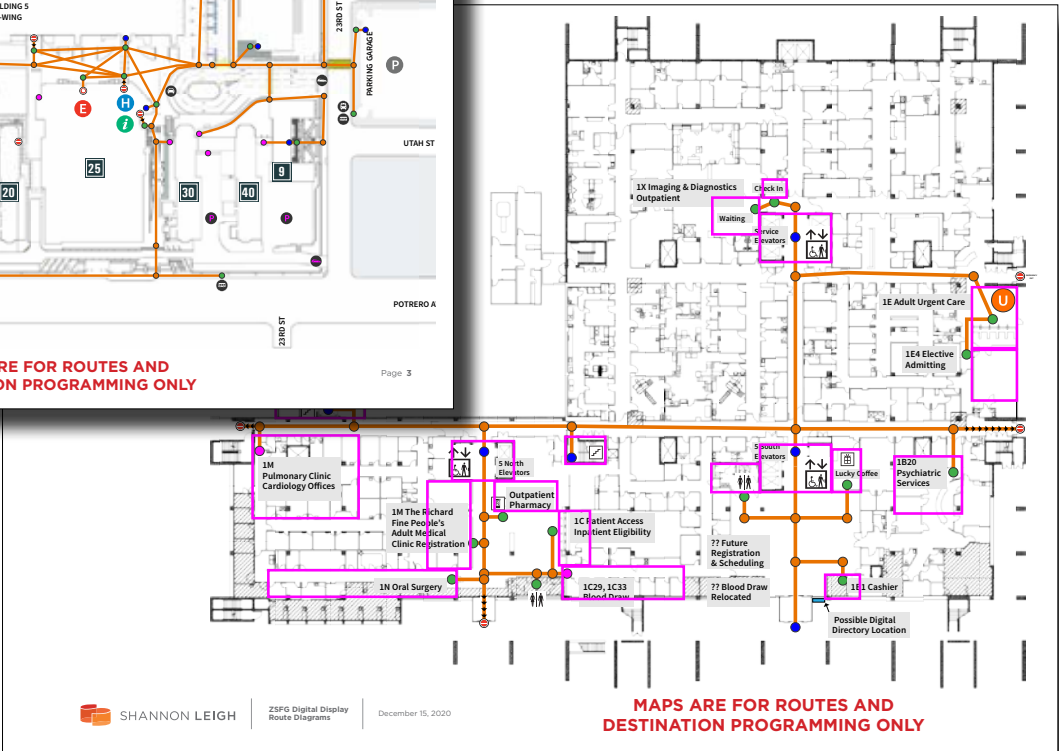 LDING 5
-WING
23RD ST
PARKING GARAGE
P
E
H
i
UTAH ST
25
20
30
40
9
P
P
POTRERO A
23RD ST
RE FOR ROUTES AND
ON PROGRAMMING ONLY
Page 3
1X Imaging & Diagnostics
Outpatient
Check In
Waiting
Service
Elevators
1E Adult Urgent Care
U
1E4 Elective
Admitting
1M
Pulmonary Clinic
Cardiology Offices
5 North
Elevators
Outpatient
Pharmacy
1M The Richard
Fine People's
Adult Medical
Clinic Registration
1C Patient Access
Inpatient Eligibility
1N Oral Surgery
1C29, 1C33
Blood Draw
5 South
Elevators
Lucky Coffee
1B20
Psychiatric
Services
?? Future
Registration
& Scheduling
?? Blood Draw
Relocated
1E1 Cashier
Possible Digital
Directory Location
SHANNON LEIGH
ZSFG Digital Display
Route Diagrams
December 15, 2020
MAPS ARE FOR ROUTES AND
DESTINATION PROGRAMMING ONLY